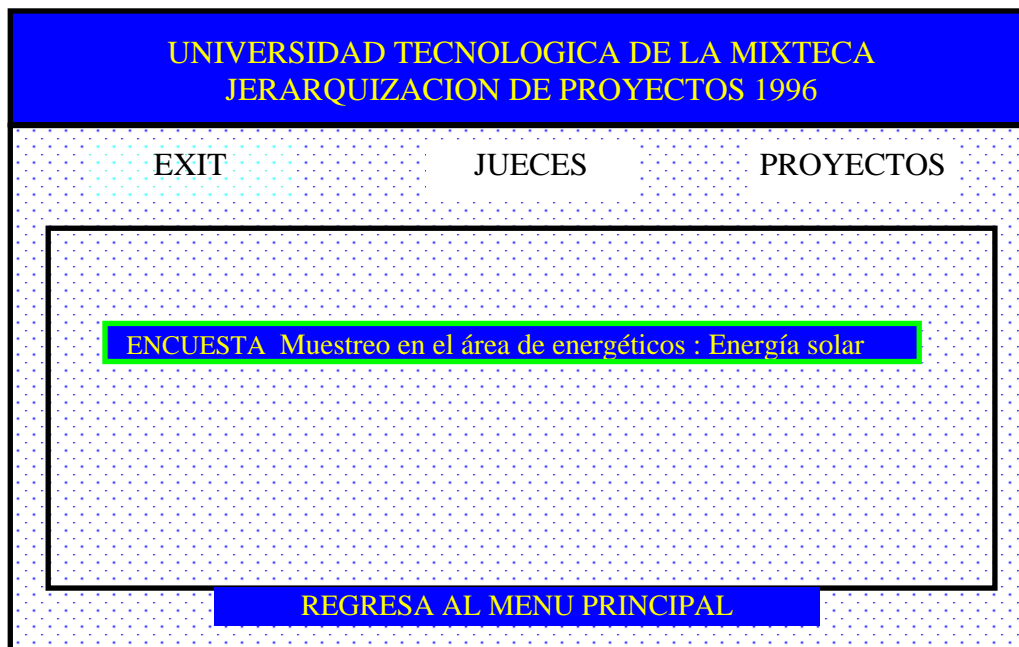 UNIVERSIDAD TECNOLOGICA DE LA MIXTECA
JERARQUIZACION DE PROYECTOS 1996
EXIT JUECES PROYECTOS
ENCUESTA Muestreo en el área de energéticos : Energía solar
REGRESA AL MENU PRINCIPAL